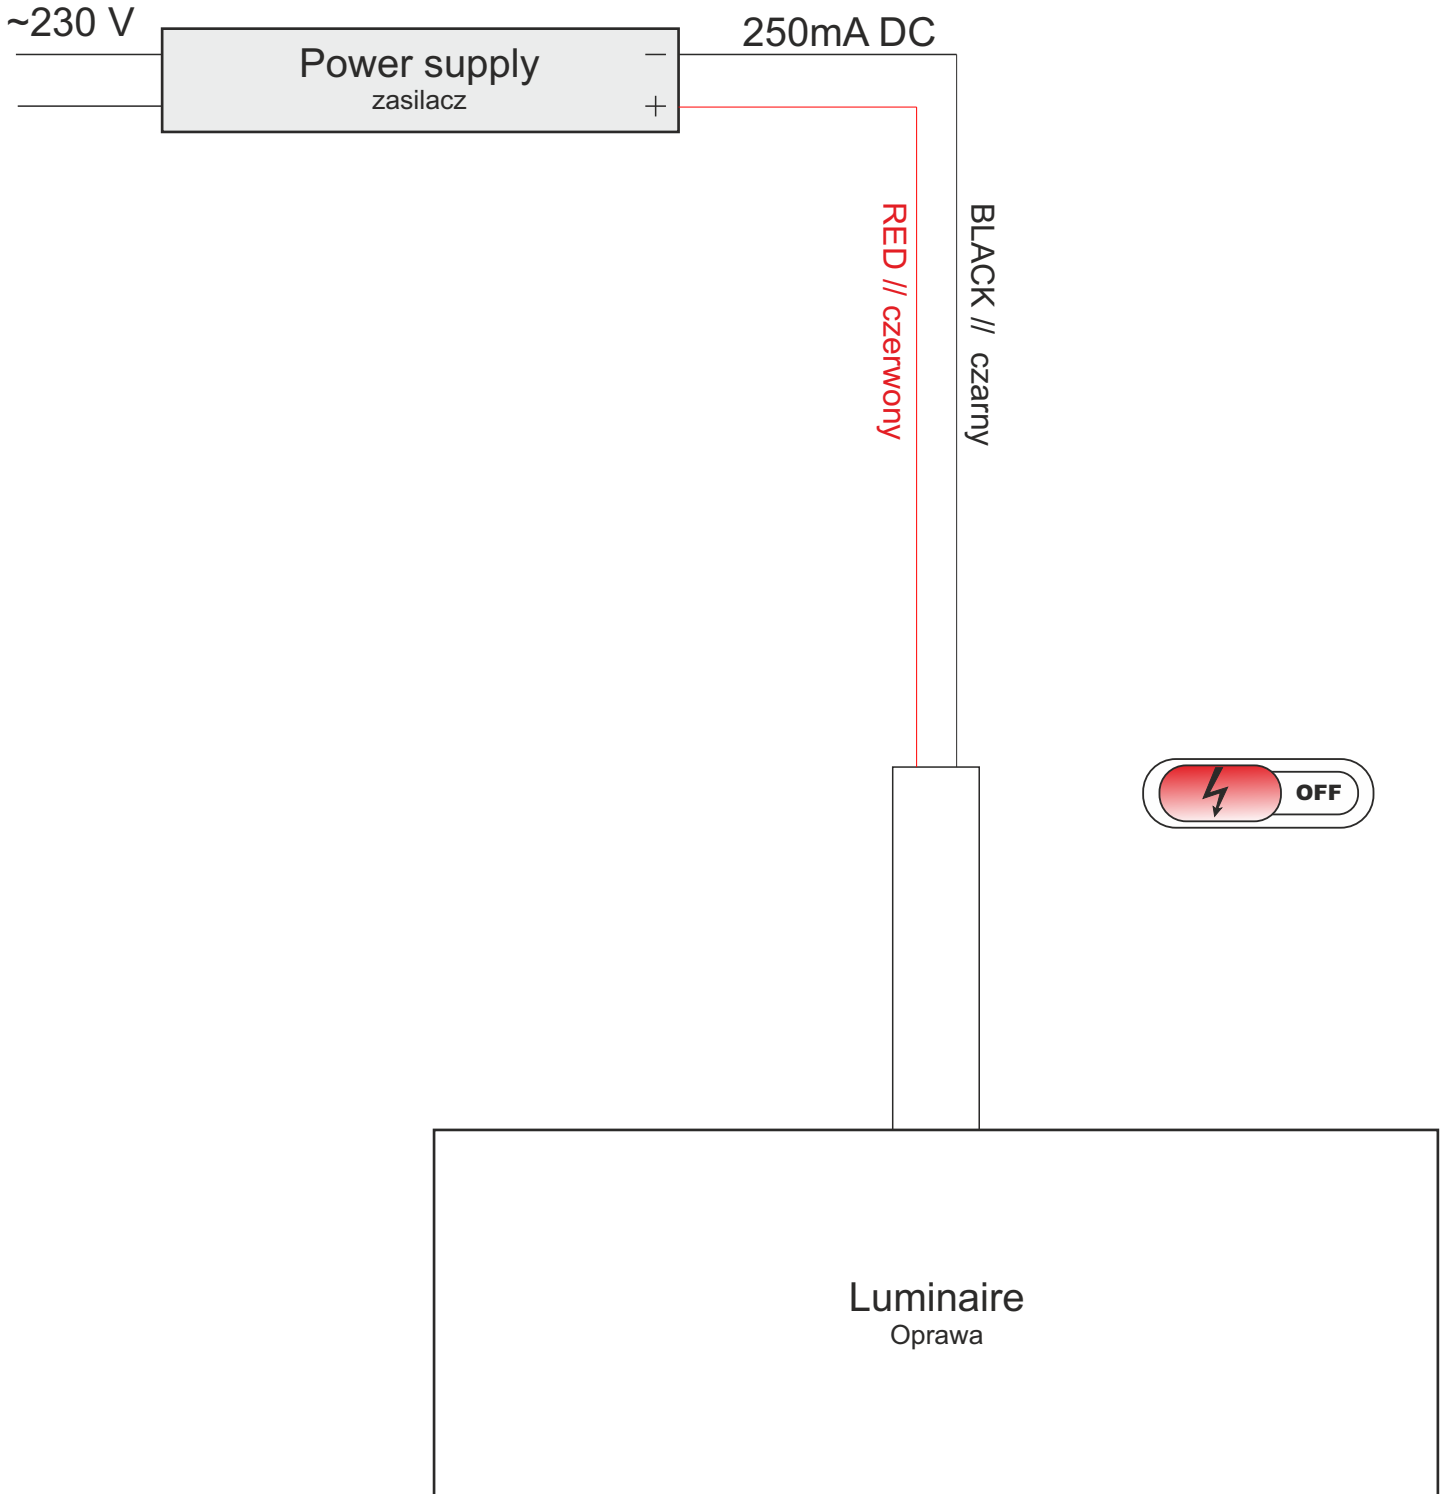 ~230 V
Power supply
zasilacz
−
+
250mA DC
RED // czerwony
BLACK // czarny
OFF
Luminaire
Oprawa